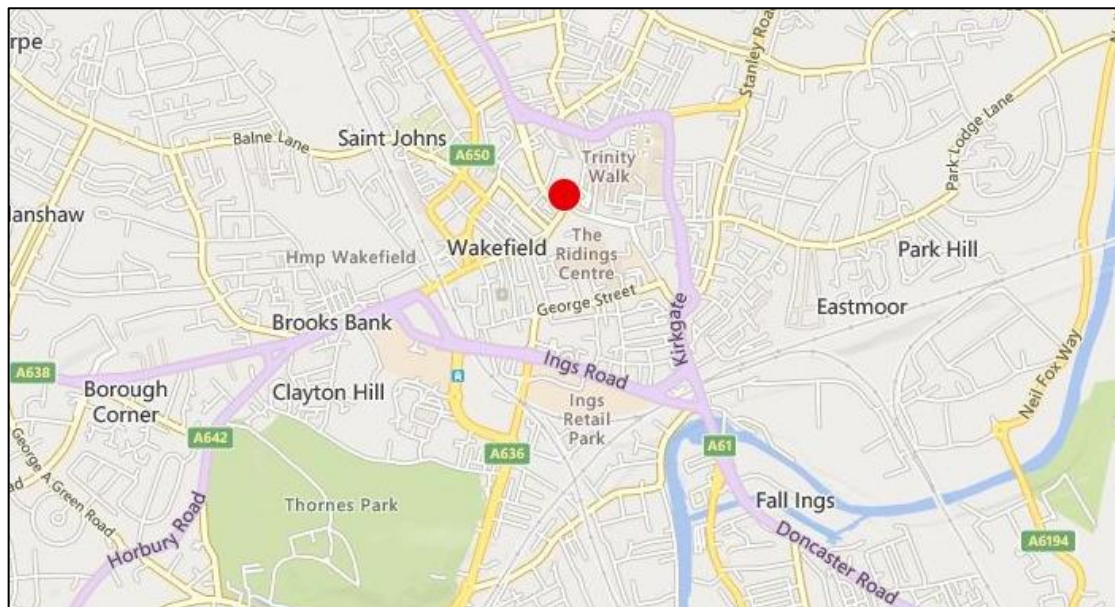 rpe
Stanley Road
Balne Lane
Saint Johns
A650
Trinity
Walk
Park Lodge Lane
lanshaw
Wakefield
The
Ridings
Centre
Hmp Wakefield
Park Hill
George Street
Eastmoor
Brooks Bank
Kirkgate
Ings Road
Neil Fox Way
A638
Borough
Corner
Clayton Hill
Ings
Retail
Park
A642
A636
A61
George A Green Road
ad
Thornes Park
Fall Ings
Horbury Road
Doncaster Road
A6194